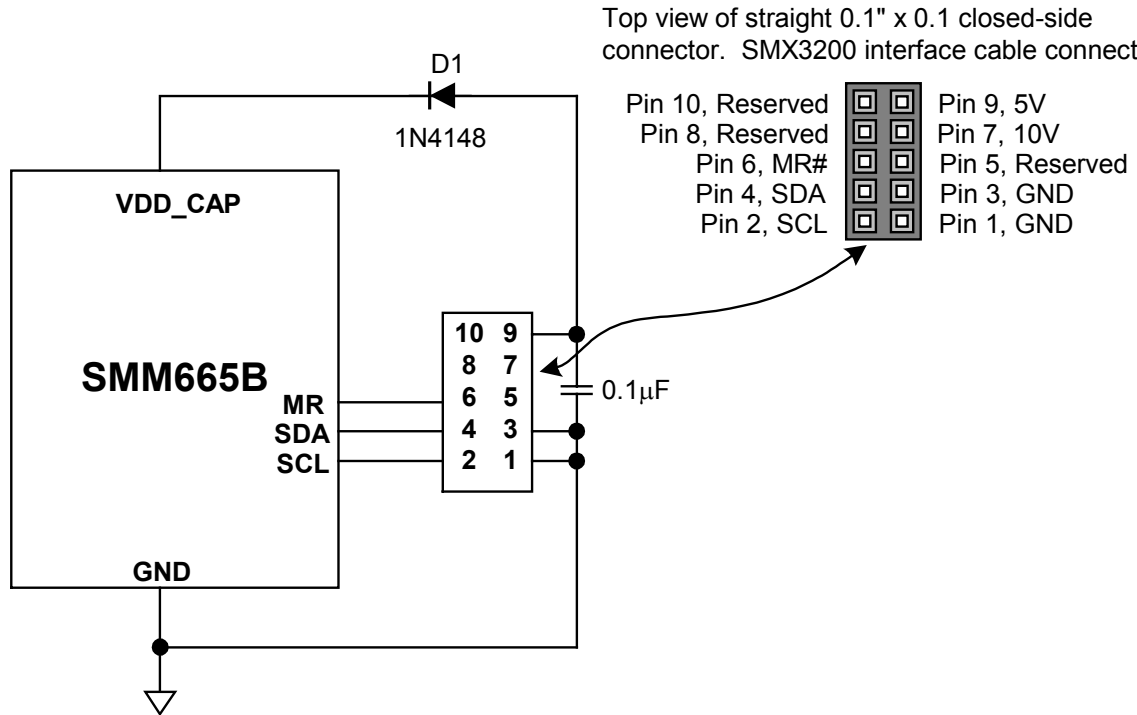 Top view of straight 0.1" x 0.1 closed-side
connector. SMX3200 interface cable connect
D1
1N4148
Pin 10, Reserved
Pin 9, 5V
Pin 8, Reserved
Pin 7, 10V
Pin 6, MR#
Pin 5, Reserved
Pin 4, SDA
Pin 3, GND
Pin 2, SCL
Pin 1, GND
VDD_CAP
SMM665B
MR
SDA
SCL
GND
10 9
8 7
6 5
4 3
2 1
0.1μF